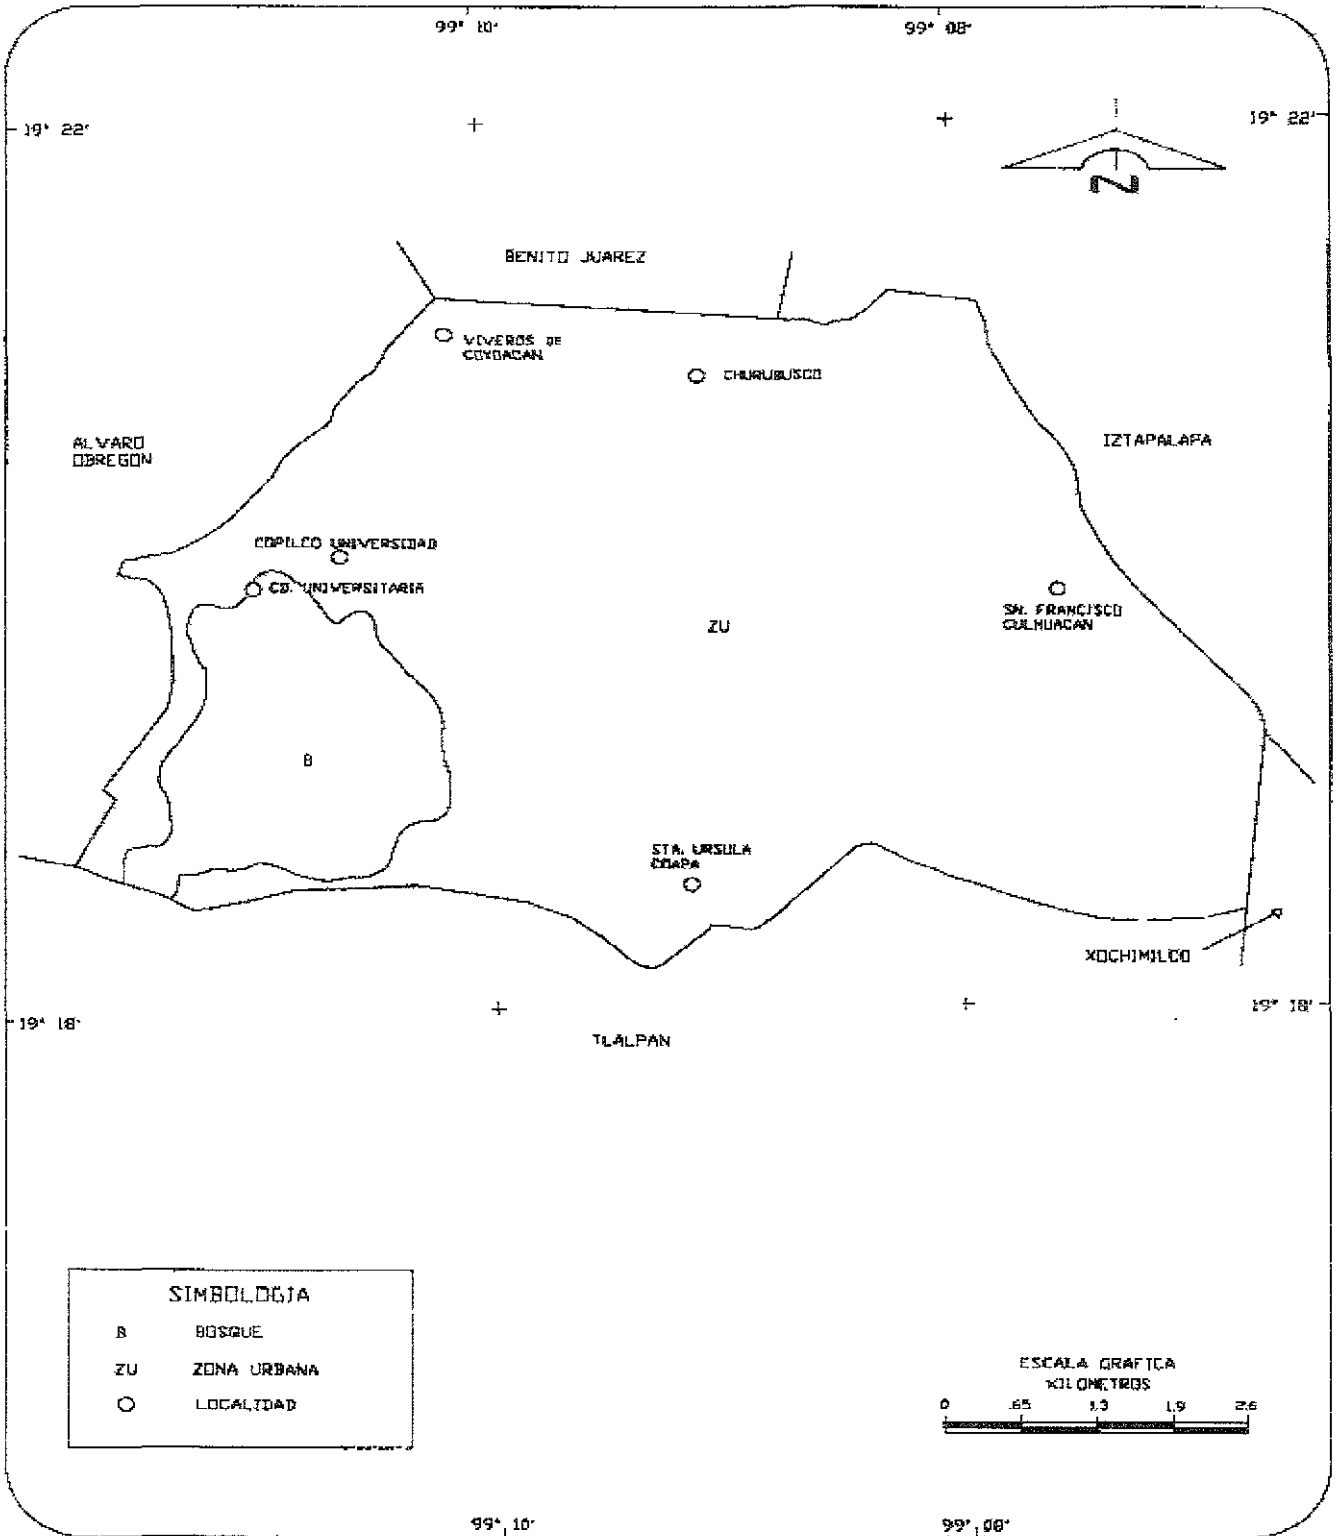 99° 10'
99° 08'
19° 22'
19° 22'
N
BENITO JUAREZ
VIVEROS DE
COYOACAN
CHURUBUSCO
ALVARO
OBREGON
IZTAPALAPA
COPILCO UNIVERSIDAD
CD. UNIVERSITARIA
SN. FRANCISCO
CULHUACAN
ZU
B
STA. URSULA
COAPA
XOCHIMILCO
19° 18'
19° 18'
TLALPAN
SIMBOLOGIA
B BOSQUE
ZU ZONA URBANA
LOCALIDAD
ESCALA GRAFICA
KILOMETROS
0 .65 1.3 1.9 2.6
99° 10'
99° 08'